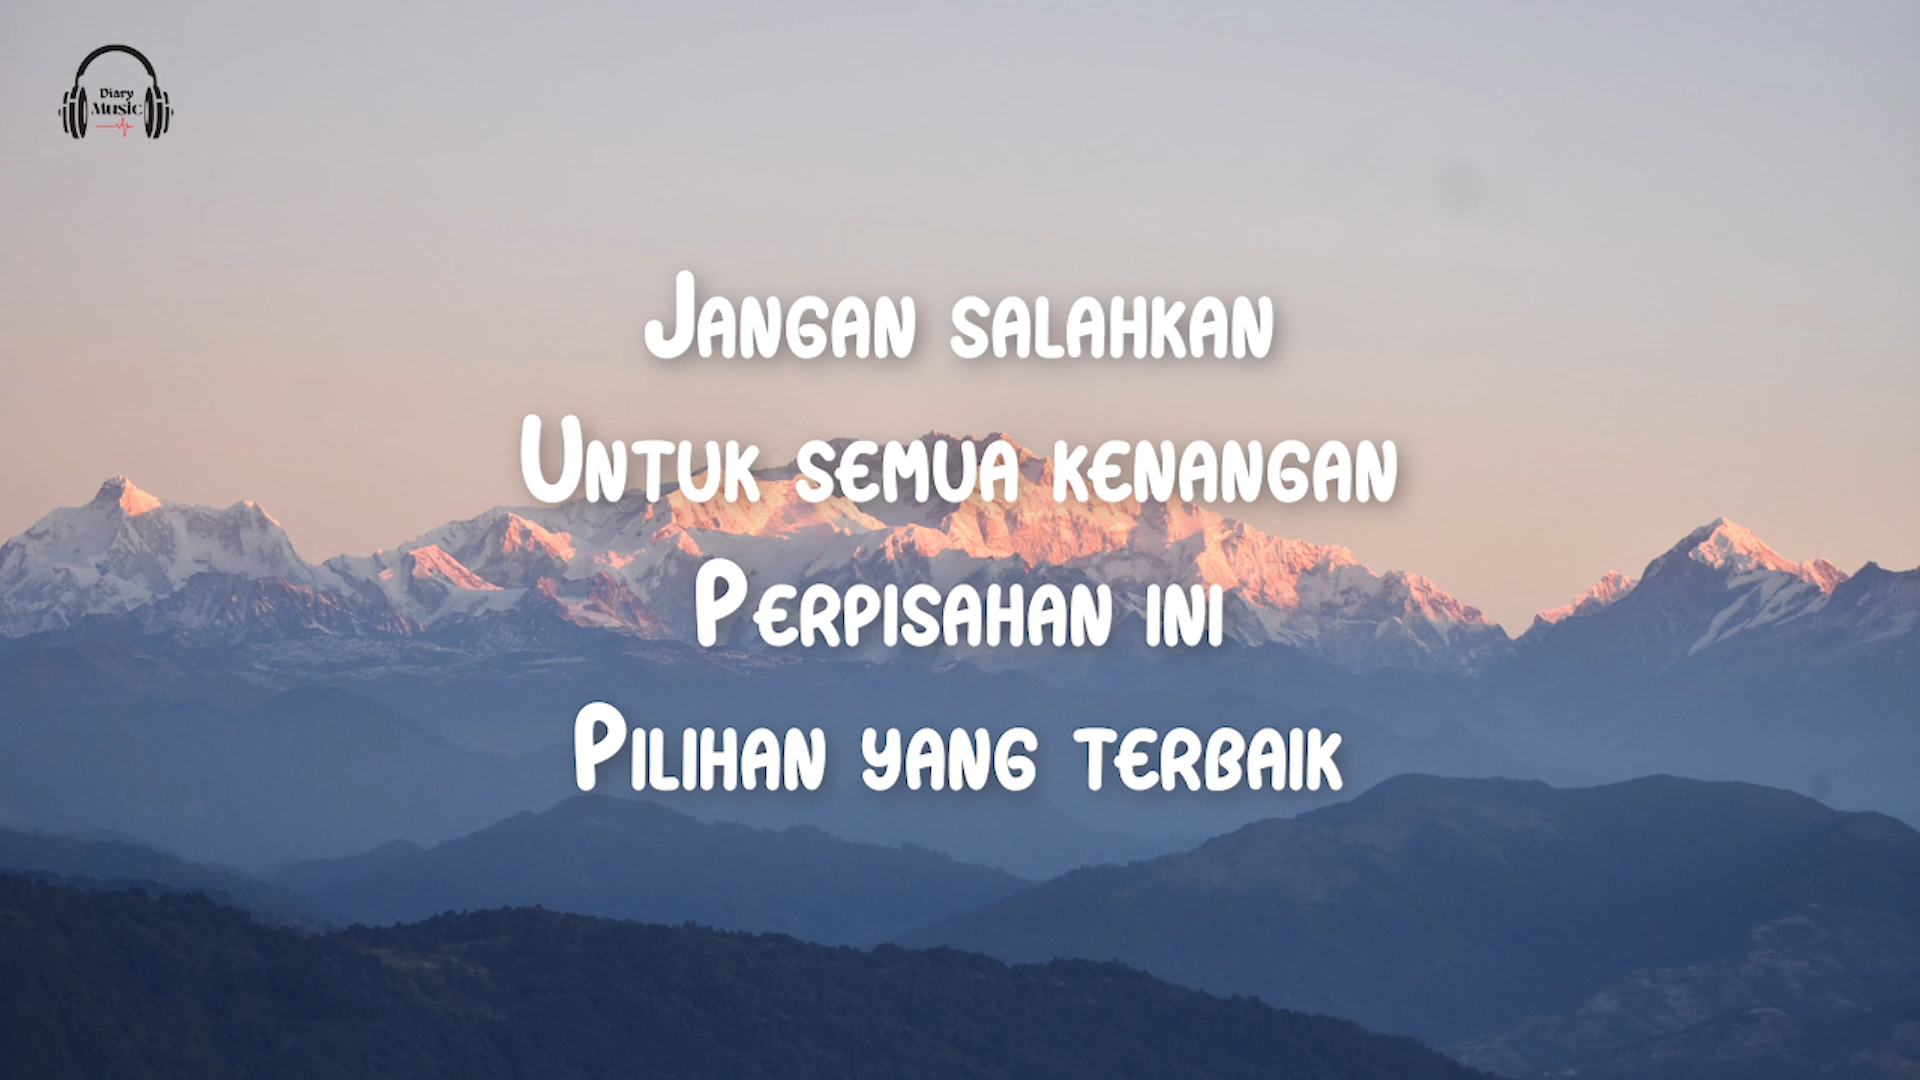 Diary
Music
Jangan salahkan
Untuk semua kenangan
Perpisahan ini
Pilihan yang terbaik